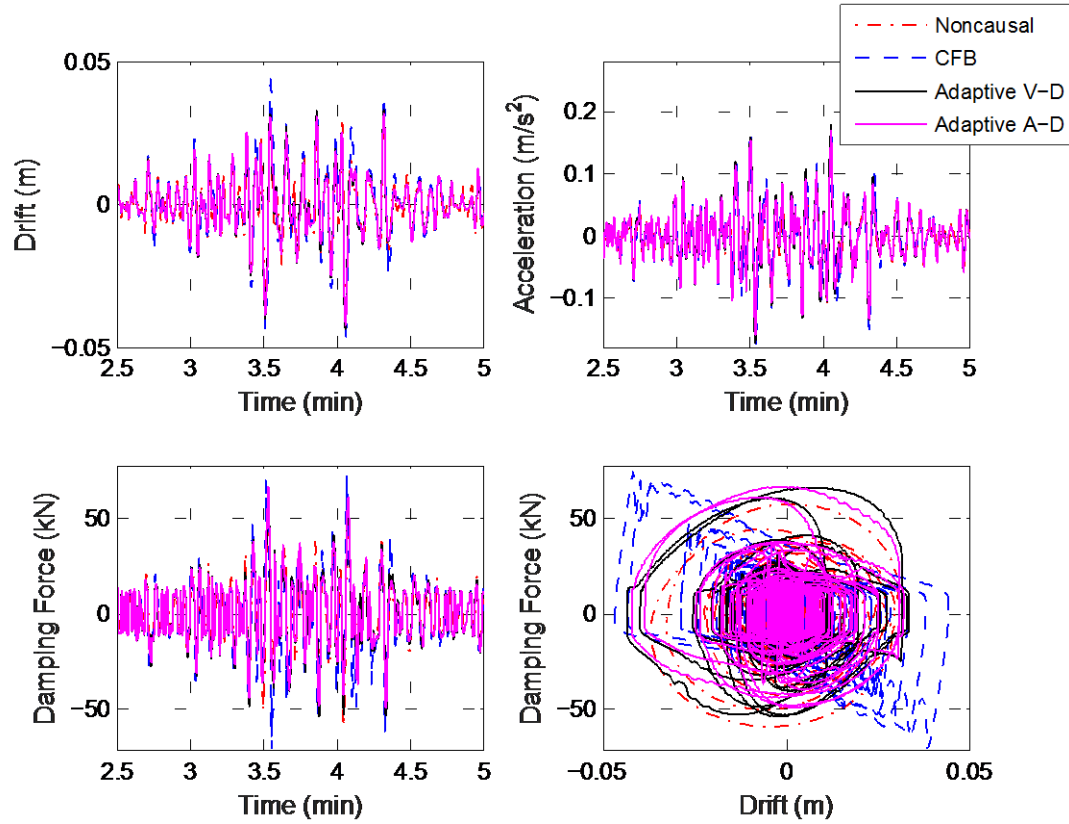 Noncausal
CFB
Adaptive V−D
Adaptive A−D
0.05
0
−0.05
Drift (m)
2.5 3 3.5 4 4.5 5
Time (min)
0.2
0.1
0
−0.1
Acceleration (m/s²)
2.5 3 3.5 4 4.5 5
Time (min)
50
0
−50
Damping Force (kN)
2.5 3 3.5 4 4.5 5
Time (min)
50
0
−50
Damping Force (kN)
−0.05 0 0.05
Drift (m)